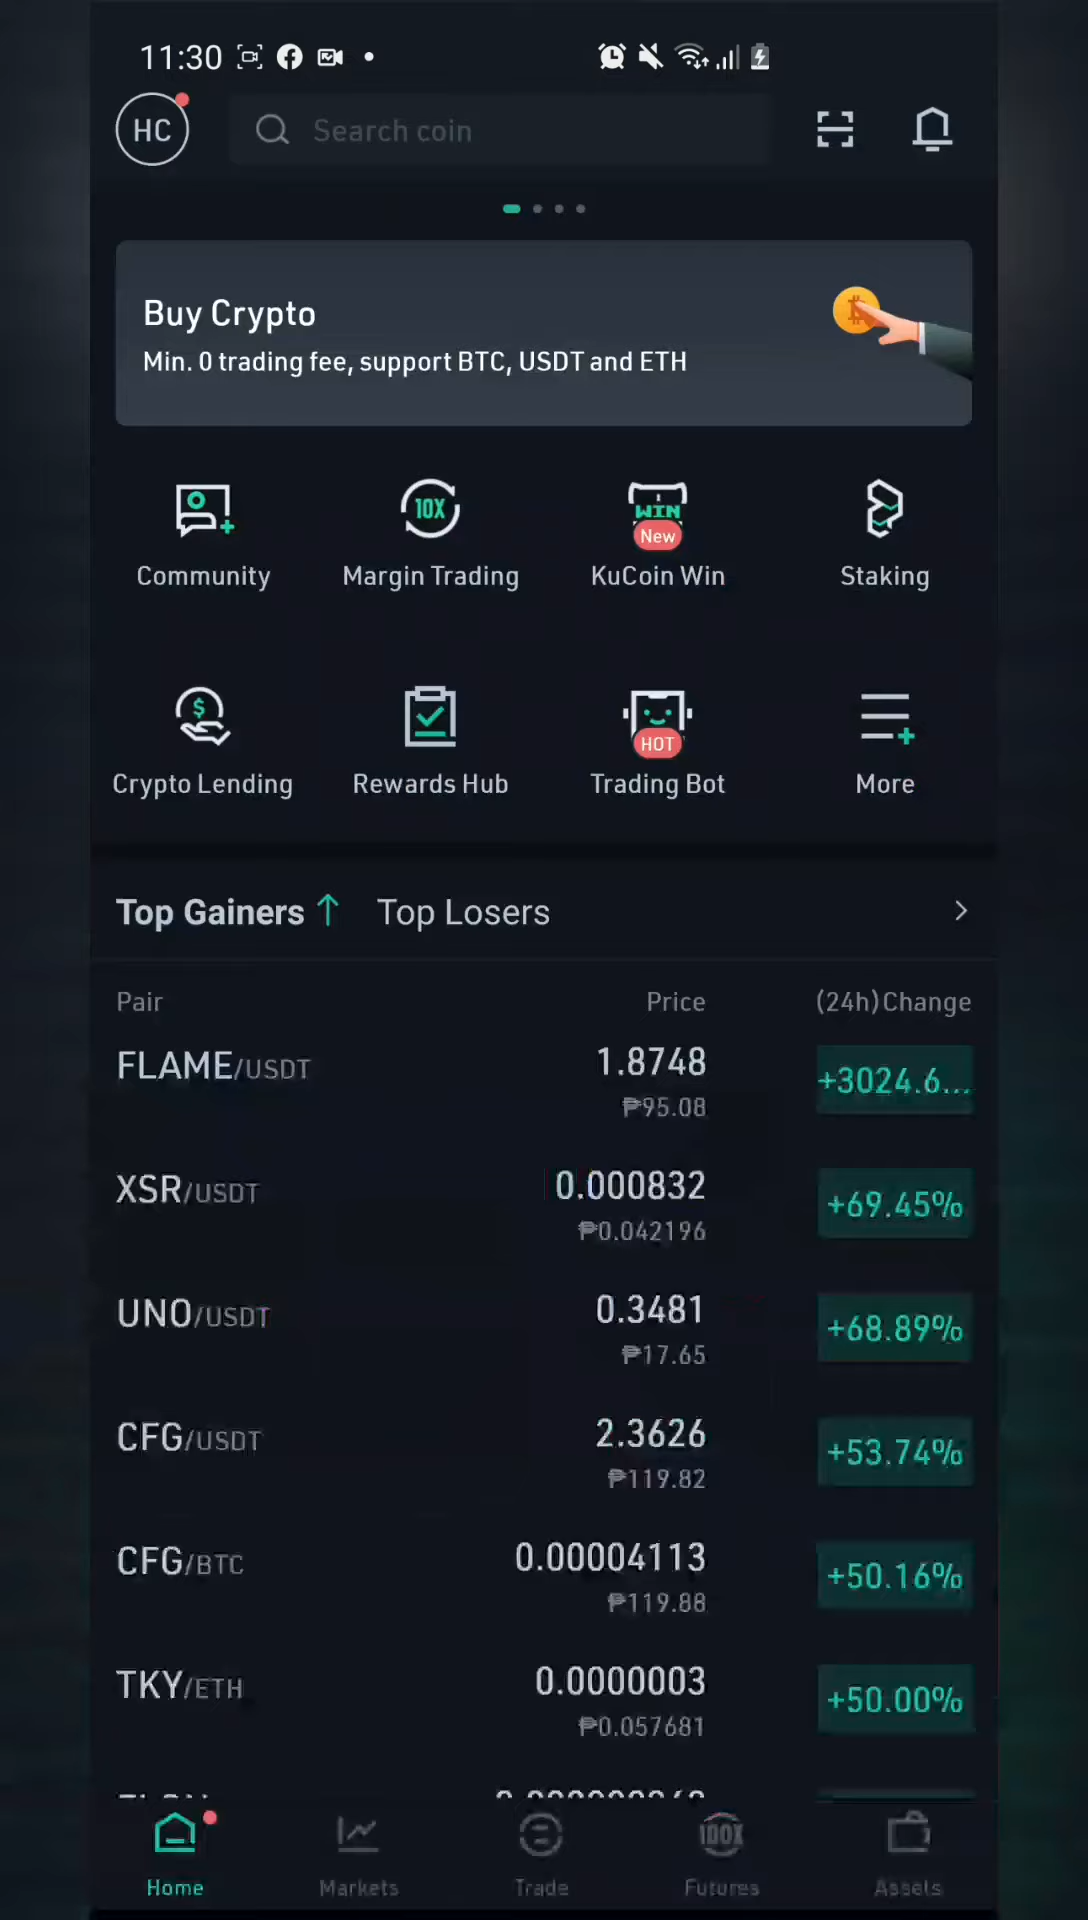 11:30
HC
Search coin
Buy Crypto
Min. 0 trading fee, support BTC, USDT and ETH
10X
WIN
New
Community
Margin Trading
KuCoin Win
Staking
$
HOT
Crypto Lending
Rewards Hub
Trading Bot
More
Top Gainers ↑ Top Losers
Pair Price (24h)Change
FLAME/USDT 1.8748 +3024.6...
₱95.08
XSR/USDT 0.000832 +69.45%
₱0.042196
UNO/USDT 0.3481 +68.89%
₱17.65
CFG/USDT 2.3626 +53.74%
₱119.82
CFG/BTC 0.00004113 +50.16%
₱119.88
TKY/ETH 0.0000003 +50.00%
₱0.057681
100X
Home Markets Trade Futures Assets